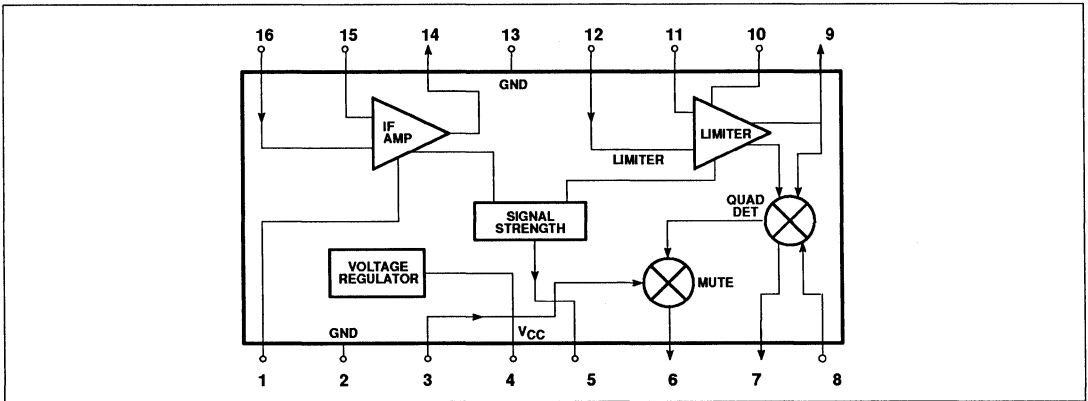 16 15 14 13 12 11 10 9
GND
IF
AMP
LIMITER
LIMITER
QUAD
DET
SIGNAL
STRENGTH
VOLTAGE
REGULATOR
MUTE
GND
VCC
1 2 3 4 5 6 7 8